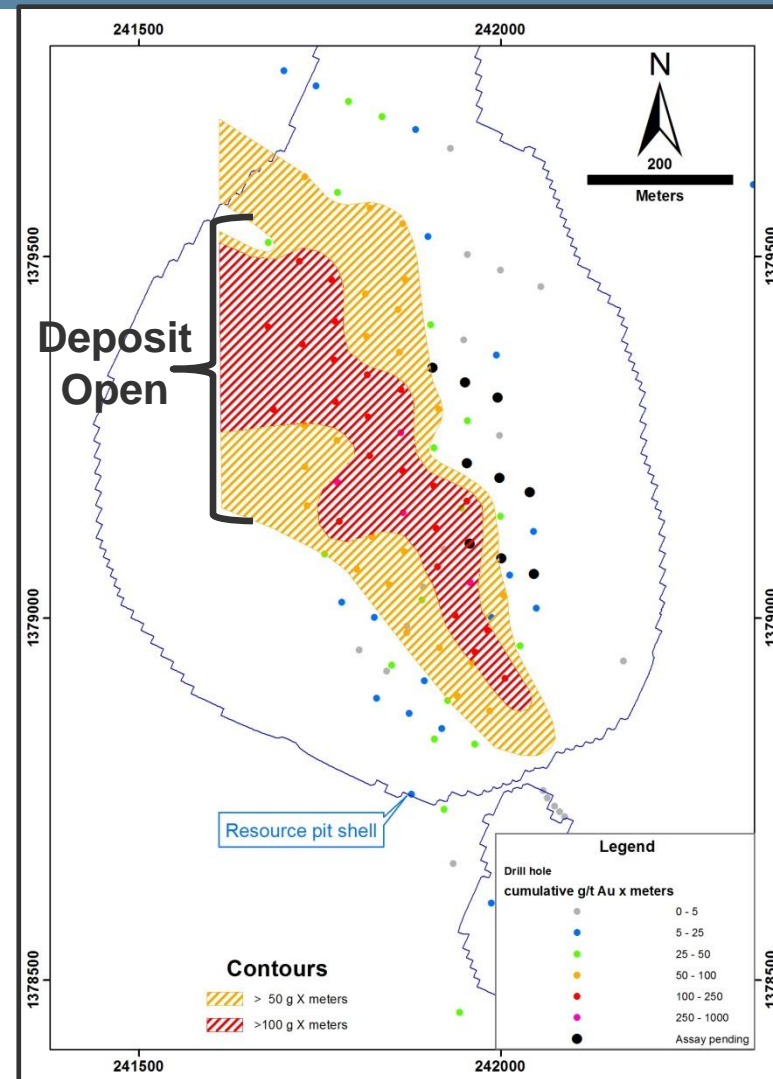 241500
242000
N
200
Meters
1379500
1379500
Deposit
Open
1379000
1379000
Resource pit shell
Legend
Drill hole
cumulative g/t Au x meters
0 - 5
5 - 25
25 - 50
50 - 100
100 - 250
250 - 1000
Assay pending
Contours
> 50 g X meters
>100 g X meters
1378500
1378500
241500
242000